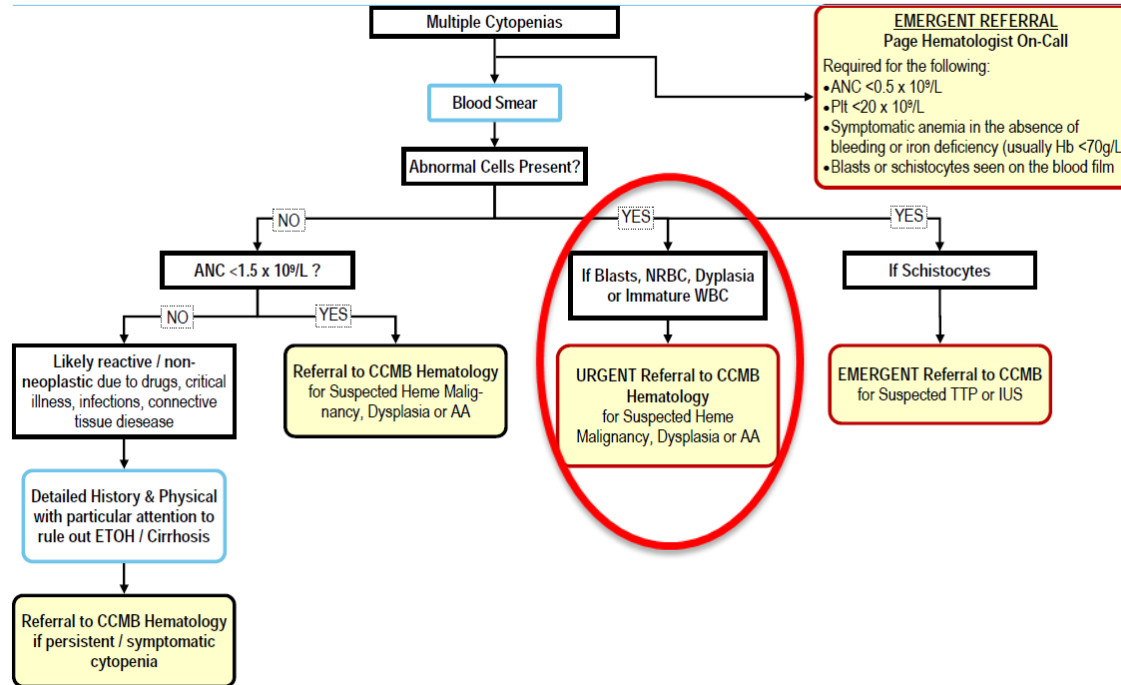 Multiple Cytopenias
EMERGENT REFERRAL
Page Hematologist On-Call
Required for the following:
•ANC <0.5 x 10⁹/L
•Plt <20 x 10⁹/L
•Symptomatic anemia in the absence of
bleeding or iron deficiency (usually Hb <70g/L
•Blasts or schistocytes seen on the blood film
Blood Smear
Abnormal Cells Present?
NO
YES
YES
ANC <1.5 x 10⁹/L ?
If Blasts, NRBC, Dyplasia
or Immature WBC
If Schistocytes
NO
YES
Likely reactive / non-
neoplastic due to drugs, critical
illness, infections, connective
tissue diesease
Referral to CCMB Hematology
for Suspected Heme Malig-
nancy, Dysplasia or AA
URGENT Referral to CCMB
Hematology
for Suspected Heme
Malignancy, Dysplasia or AA
EMERGENT Referral to CCMB
for Suspected TTP or IUS
Detailed History & Physical
with particular attention to
rule out ETOH / Cirrhosis
Referral to CCMB Hematology
if persistent / symptomatic
cytopenia